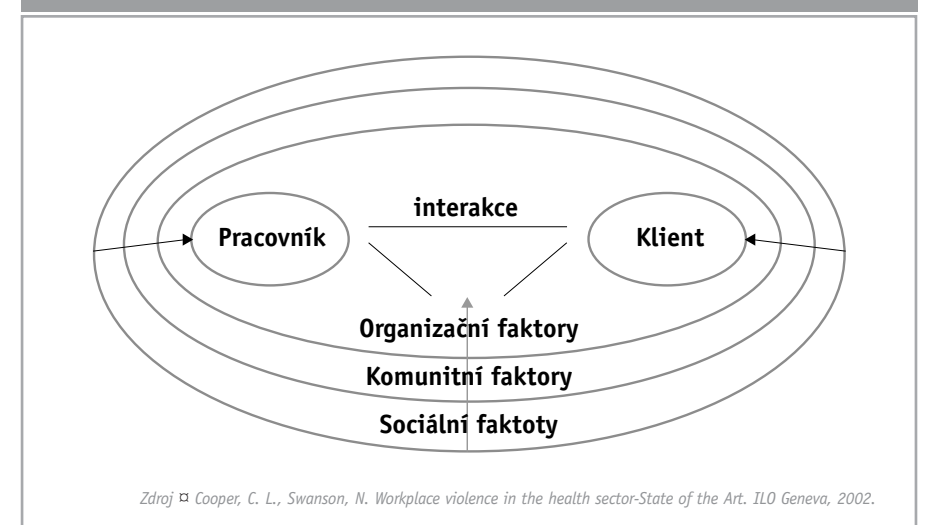 interakce
Pracovník
Klient
Organizační faktory
Komunitní faktory
Sociální faktoty
Zdroj ¤ Cooper, C. L., Swanson, N. Workplace violence in the health sector-State of the Art. ILO Geneva, 2002.